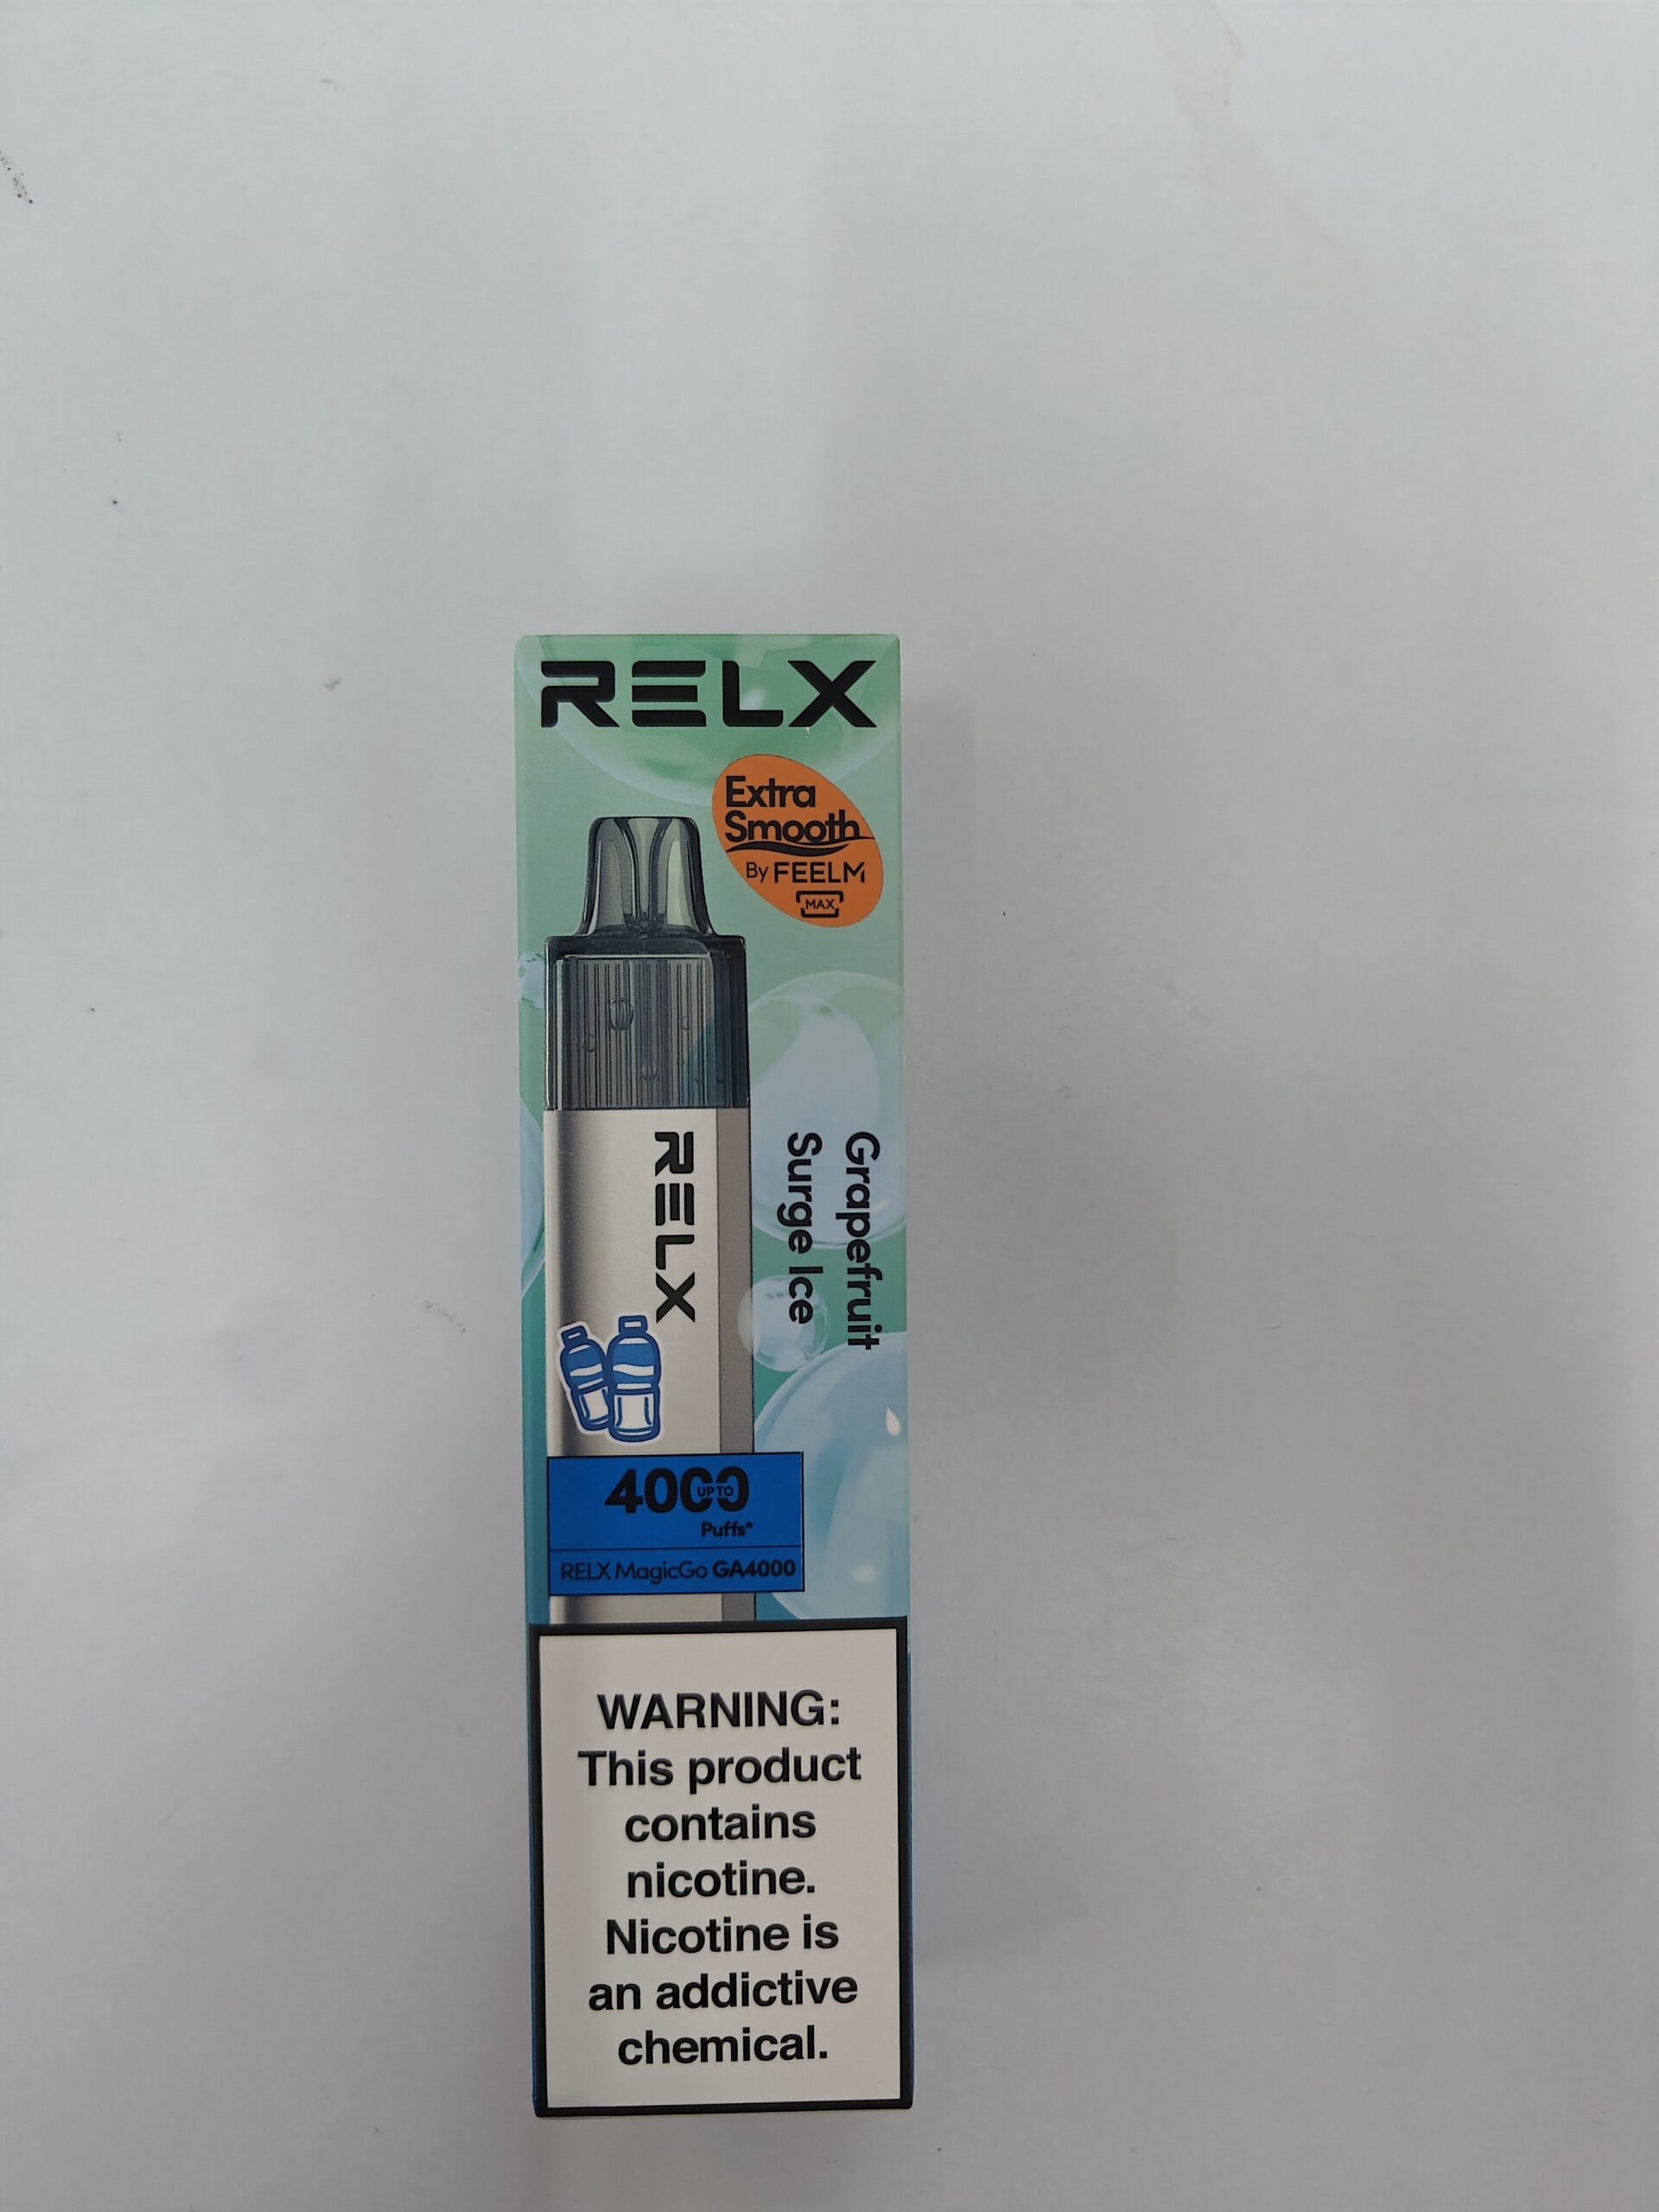 RELX
Extra
Smooth
By FEELM
MAX
RELX
Grapefruit
Surge Ice
4000
UP TO
Puffs*
RELX MagicGo GA4000
WARNING:
This product
contains
nicotine.
Nicotine is
an addictive
chemical.